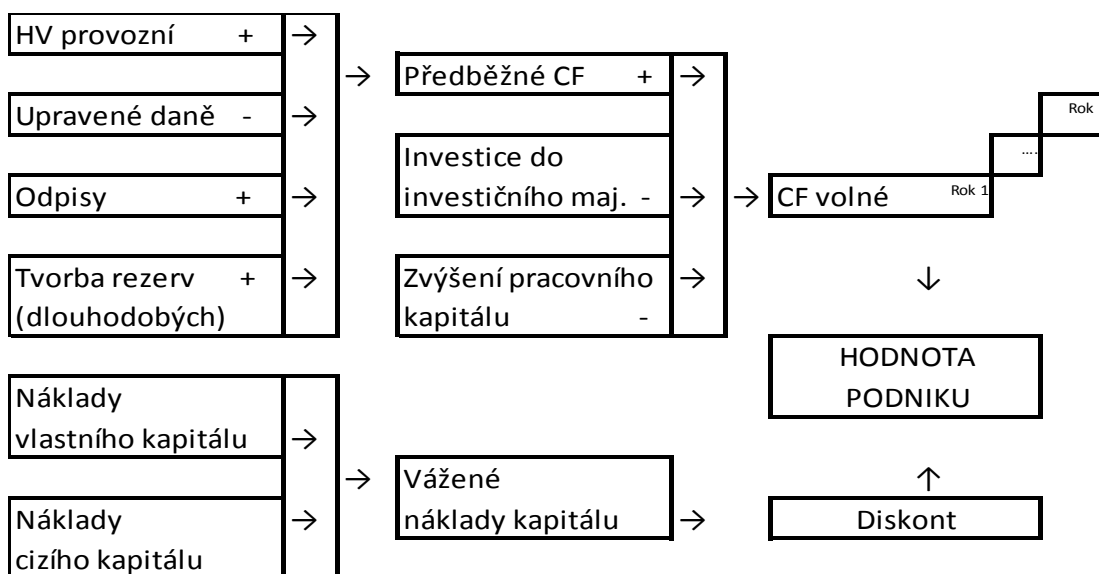 HV provozní +
→
Upravené daně -
→
Odpisy +
→
Tvorba rezerv +
(dlouhodobých)
→
→
Předběžné CF +
→
Investice do
investičního maj. -
→
Zvýšení pracovního
kapitálu -
→
→
CF volné
Rok 1
....
Rok
↓
HODNOTA
PODNIKU
↑
Náklady
vlastního kapitálu
→
Náklady
cizího kapitálu
→
→
Vážené
náklady kapitálu
→
Diskont